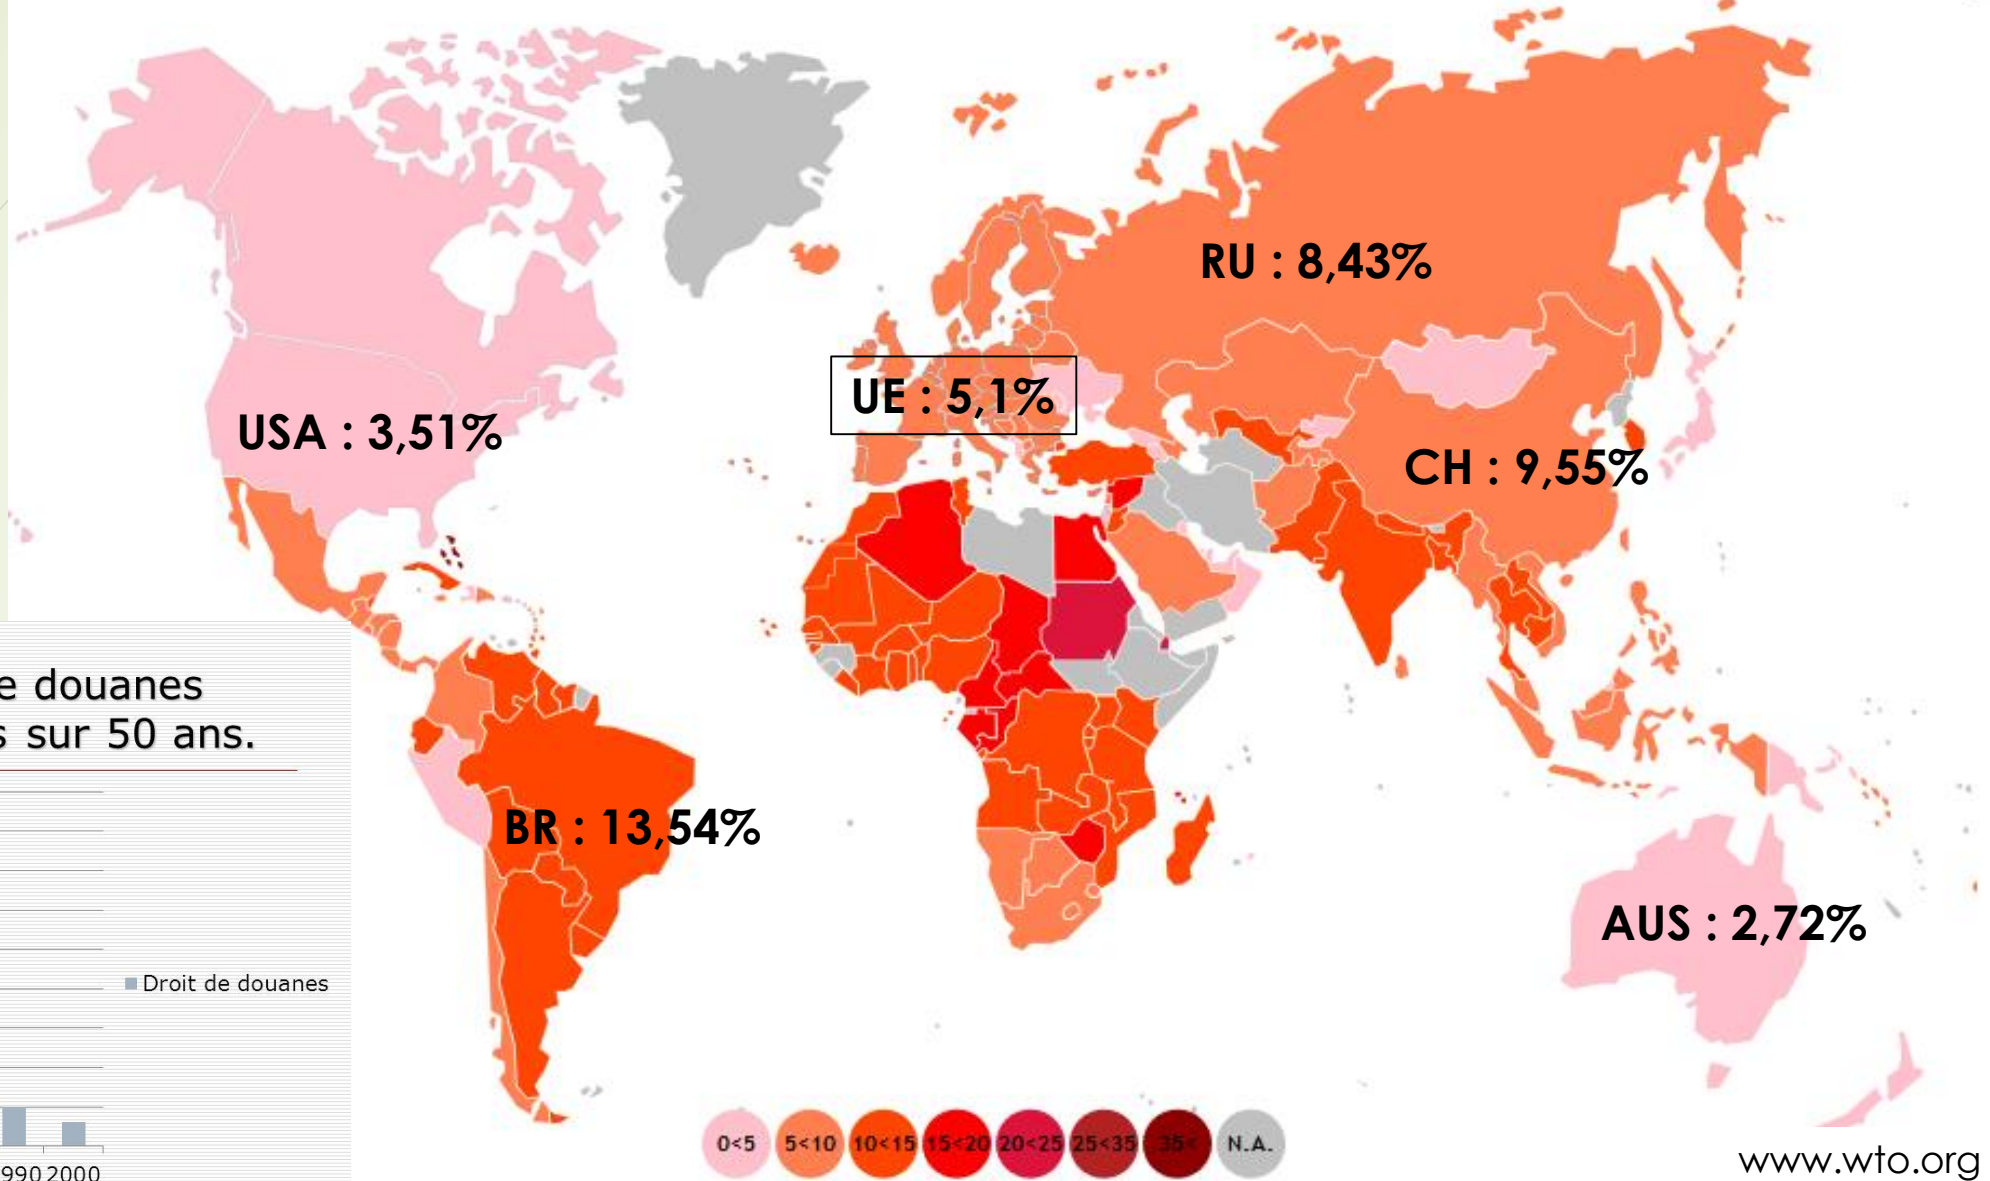 RU : 8,43%
UE : 5,1%
USA : 3,51%
CH : 9,55%
e douanes
s sur 50 ans.
BR : 13,54%
AUS : 2,72%
Droit de douanes
0<5 5<10 10<15 15<20 20<25 25<35 35< N.A.
990 2000
www.wto.org